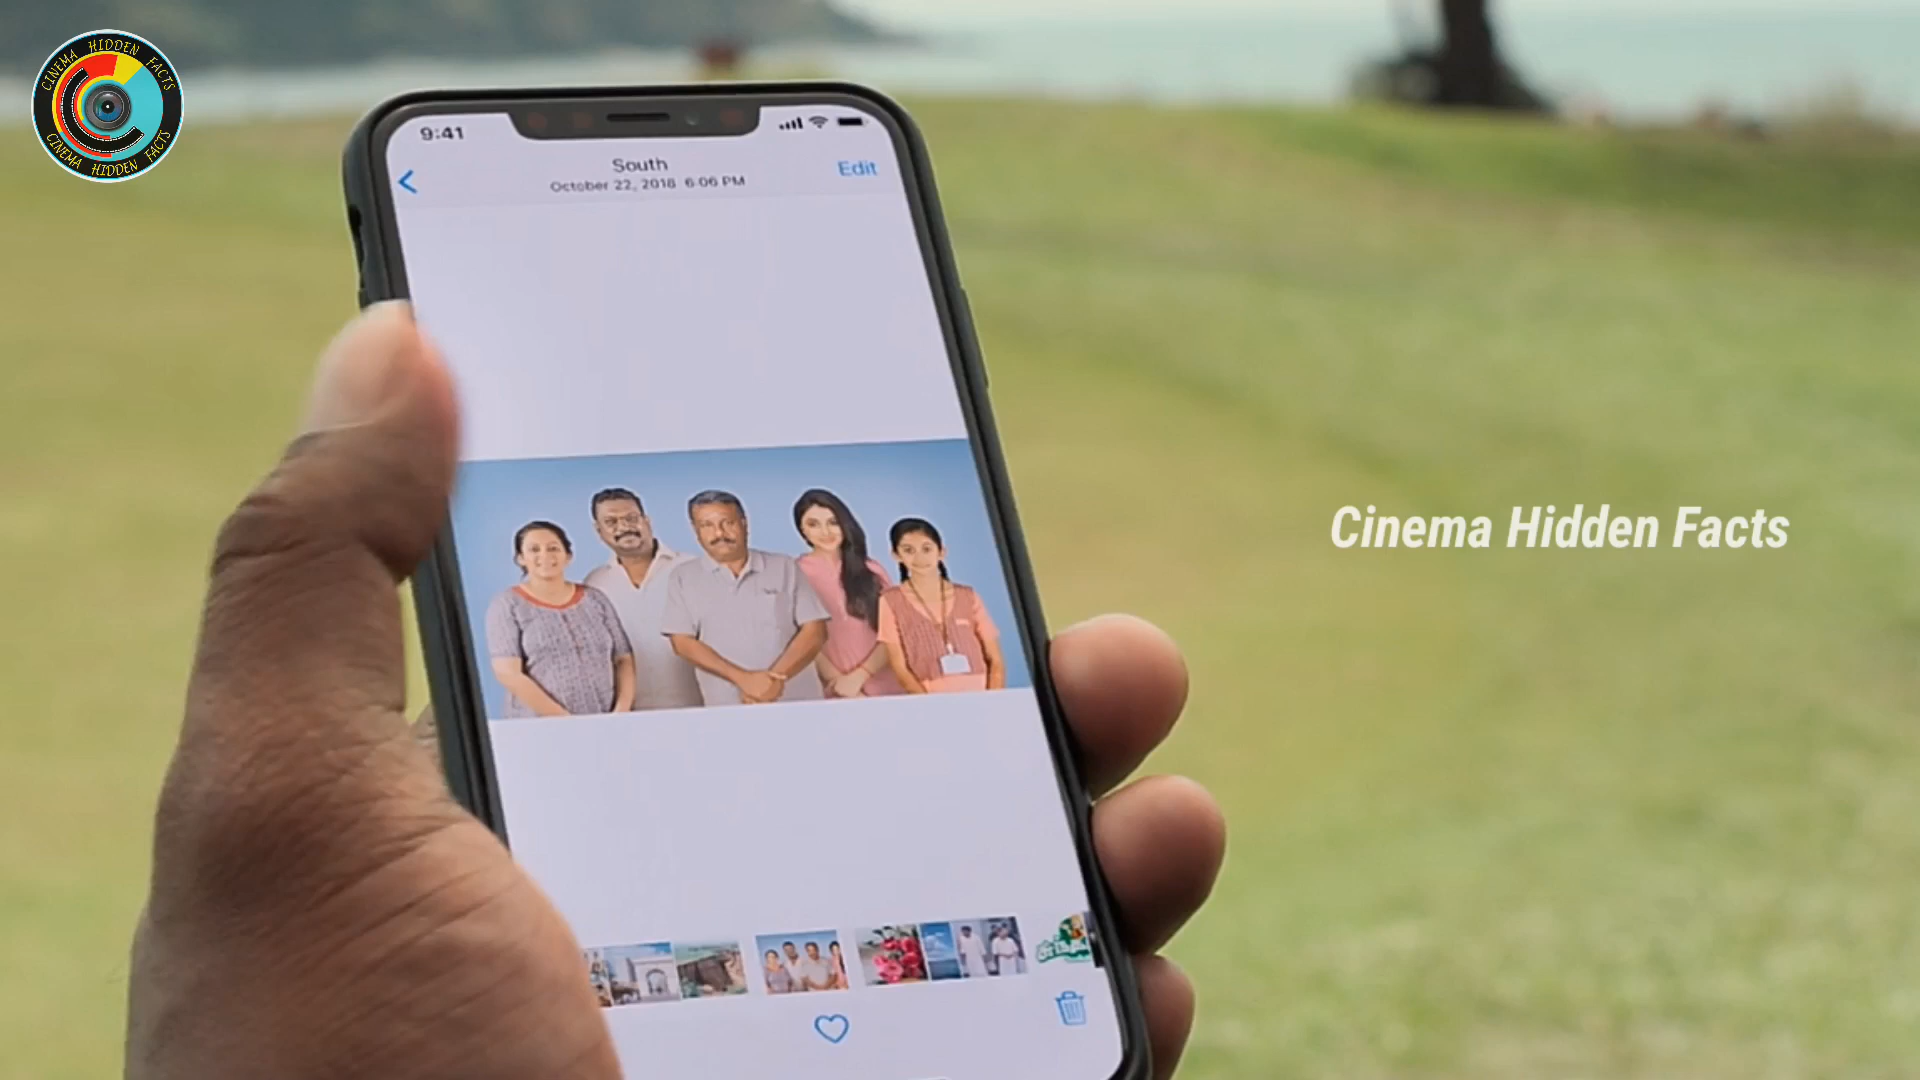 CINEMA HIDDEN FACTS
CINEMA HIDDEN FACTS
9:41
South
October 22, 2018 6:06 PM
Edit
Cinema Hidden Facts